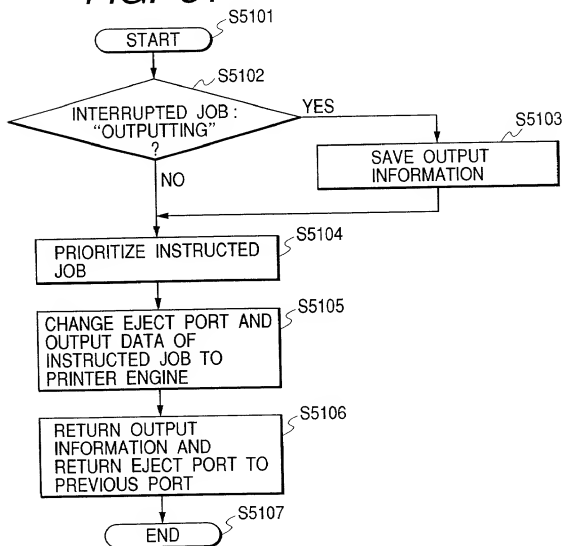 S5101
START
S5102
INTERRUPTED JOB:
"OUTPUTTING"
?
YES
S5103
SAVE OUTPUT
INFORMATION
NO
S5104
PRIORITIZE INSTRUCTED
JOB
S5105
CHANGE EJECT PORT AND
OUTPUT DATA OF
INSTRUCTED JOB TO
PRINTER ENGINE
S5106
RETURN OUTPUT
INFORMATION AND
RETURN EJECT PORT TO
PREVIOUS PORT
S5107
END